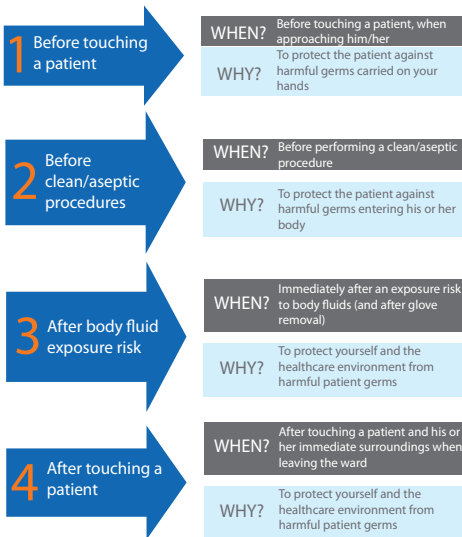 1 Before touching
a patient
WHEN? Before touching a patient, when
approaching him/her
WHY? To protect the patient against
harmful germs carried on your
hands
2 Before
clean/aseptic
procedures
WHEN? Before performing a clean/aseptic
procedure
WHY? To protect the patient against
harmful germs entering his or her
body
3 After body fluid
exposure risk
WHEN? Immediately after an exposure risk
to body fluids (and after glove
removal)
WHY? To protect yourself and the
healthcare environment from
harmful patient germs
4 After touching a
patient
WHEN? After touching a patient and his or
her immediate surroundings when
leaving the ward
WHY? To protect yourself and the
healthcare environment from
harmful patient germs